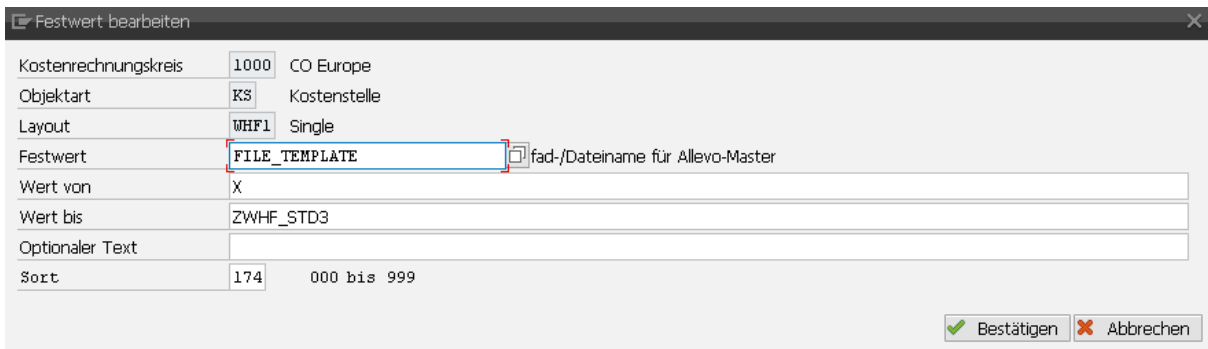 Festwert bearbeiten
Kostenrechnungskreis 1000 CO Europe
Objektart KS Kostenstelle
Layout WHF1 Single
Festwert FILE_TEMPLATE fad-/Dateiname für Allevo-Master
Wert von X
Wert bis ZWHF_STD3
Optionaler Text
Sort 174 000 bis 999
Bestätigen Abbrechen